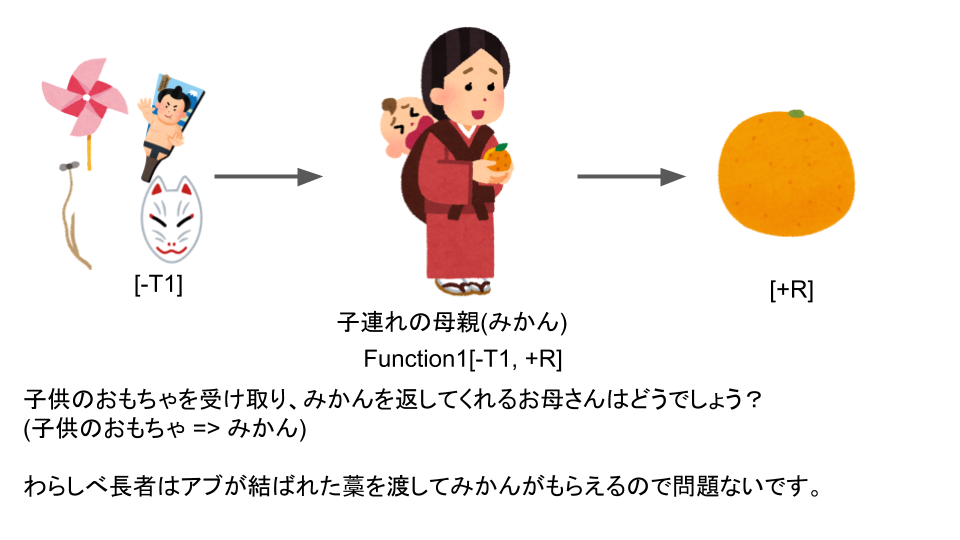 [-T1]
[+R]
子連れの母親(みかん)
Function1[-T1, +R]
子供のおもちゃを受け取り、みかんを返してくれるお母さんはどうでしょう？
(子供のおもちゃ => みかん)
わらしべ長者はアブが結ばれた藁を渡してみかんがもらえるので問題ないです。